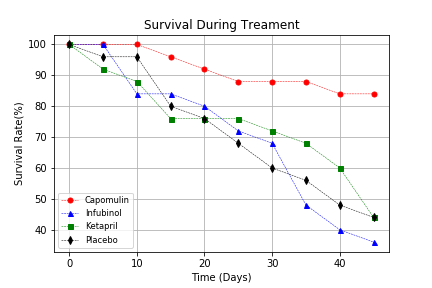 Survival During Treament
Survival Rate(%)
100
90
80
70
60
50
40
Capomulin
Infubinol
Ketapril
Placebo
0
10
20
30
40
Time (Days)